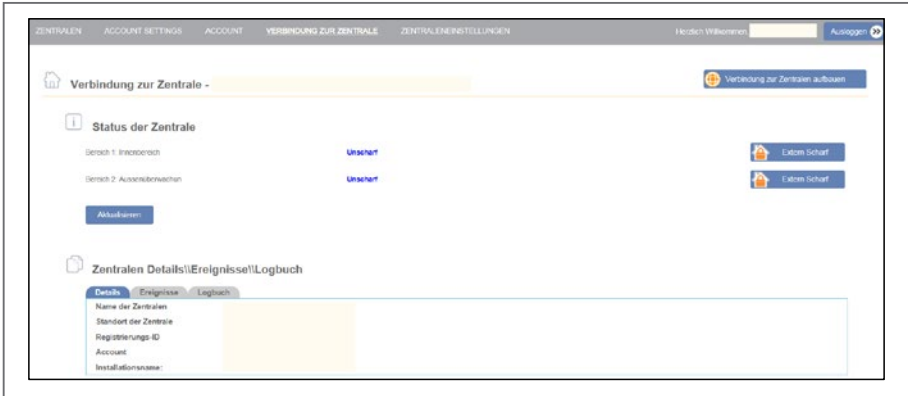 ZENTRALEN ACCOUNT SETTINGS ACCOUNT VERBINDUNG ZUR ZENTRALE ZENTRALENEINSTELLUNGEN Herzlich Willkommen Ausloggen
Verbindung zur Zentrale - Verbindung zur Zentralen aufbauen
Status der Zentrale
Bereich 1: Innenbereich Unscharf Extern Scharf
Bereich 2: Unscharf Extern Scharf
Aktualisieren
Zentralen Details\\Ereignisse\\Logbuch
Details Ereignisse Logbuch
Name der Zentralen
Standort der Zentrale
Registrierungs-ID
Account
Installationsname: